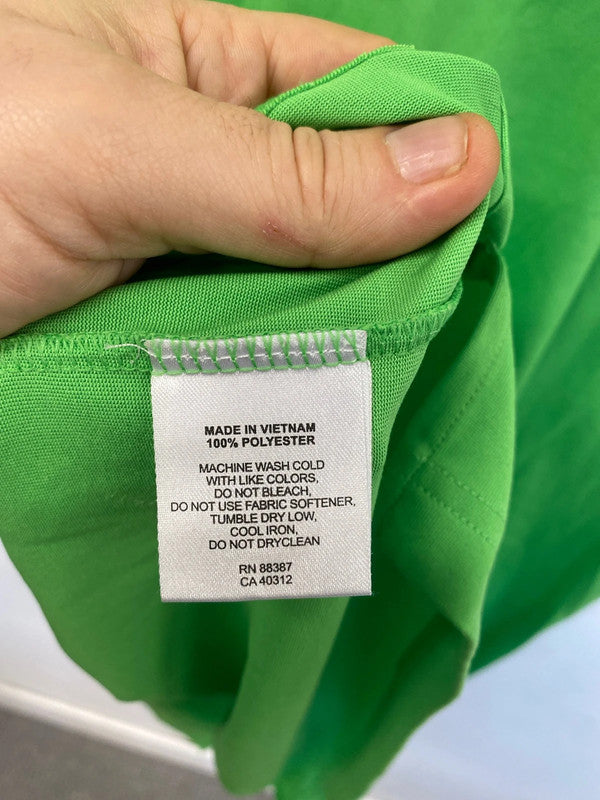 MADE IN VIETNAM
100% POLYESTER
MACHINE WASH COLD
WITH LIKE COLORS,
DO NOT BLEACH,
DO NOT USE FABRIC SOFTENER,
TUMBLE DRY LOW,
COOL IRON,
DO NOT DRYCLEAN
RN 88387
CA 40312